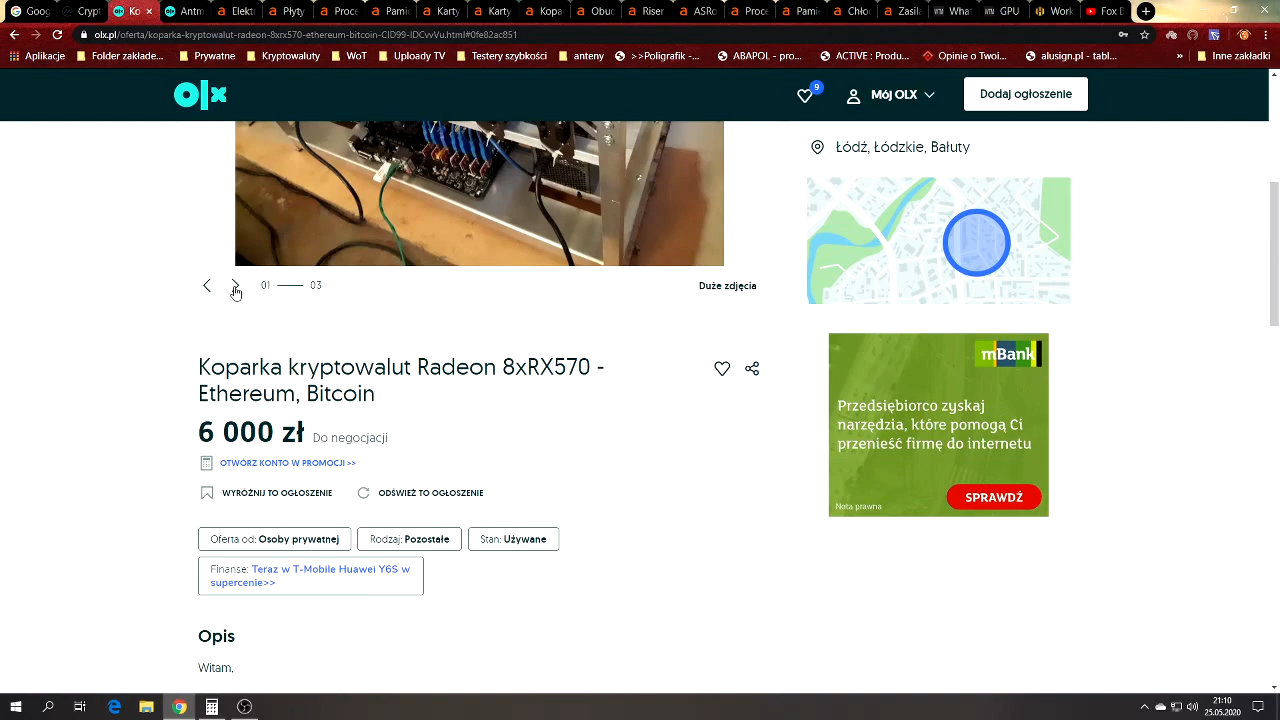 Goog
Cryp
Ko
Antm
Elekt
Płyty
Proce
Pami
Karty
Karty
Kopa
Obuc
Riser
ASRo
Proce
Pami
Chło
Zasila
What
GPU
Work
Fox E
olx.pl/oferta/koparka-kryptowalut-radeon-8xrx570-ethereum-bitcoin-CID99-IDCvvVu.html#0fe82ac851
Aplikacje
Folder zakłade...
Prywatne
Kryptowaluty
WoT
Uploady TV
Testery szybkości
anteny
>>Poligrafik -...
ABAPOL - pro...
ACTIVE : Produ...
Opinie o Twoi...
alusign.pl - tabl...
»
Inne zakładki
olx
9
Mój OLX
Dodaj ogłoszenie
Łódź, Łódzkie, Bałuty
01
03
Duże zdjęcia
Koparka kryptowalut Radeon 8xRX570 -
Ethereum, Bitcoin
6 000 zł Do negocjacji
OTWÓRZ KONTO W PROMOCJI >>
WYRÓŻNIJ TO OGŁOSZENIE
ODŚWIEŻ TO OGŁOSZENIE
Oferta od: Osoby prywatnej
Rodzaj: Pozostałe
Stan: Używane
Finanse: Teraz w T-Mobile Huawei Y6S w
supercenie>>
Opis
Witam,
mBank
Przedsiębiorco zyskaj
narzędzia, które pomogą Ci
przenieść firmę do internetu
SPRAWDŹ
Nota prawna
21:10
25.05.2020